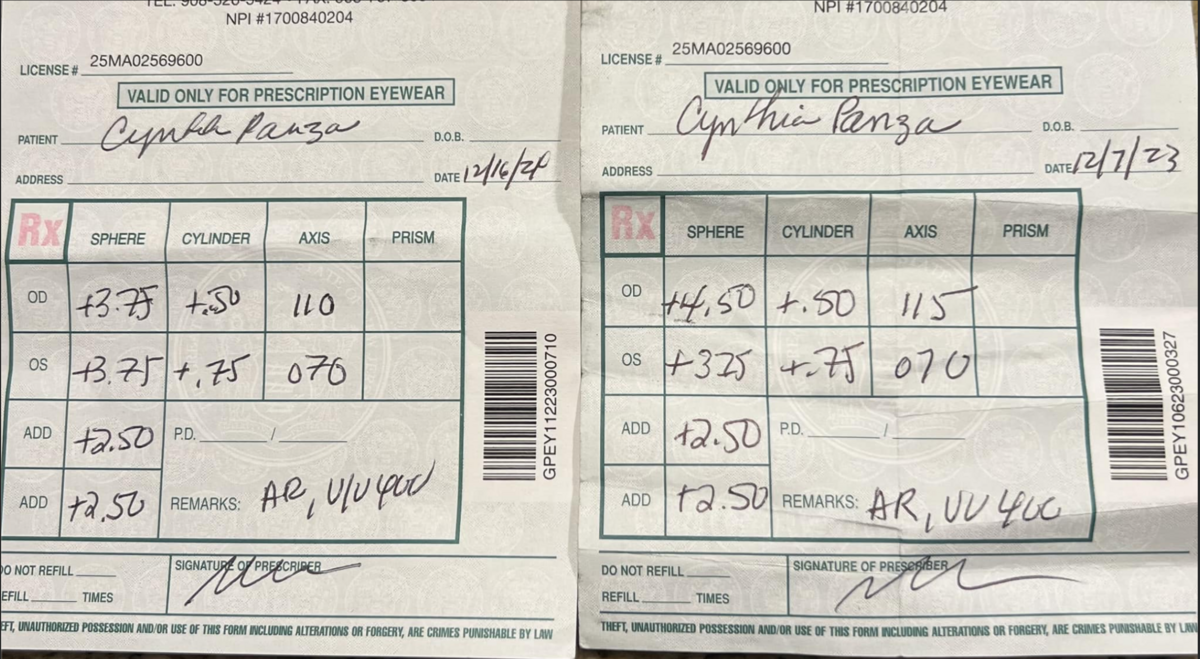 NPI #1700840204
LICENSE # 25MA02569600
VALID ONLY FOR PRESCRIPTION EYEWEAR
PATIENT Cynthia Panza D.O.B.
ADDRESS DATE 12/16/24
Rx SPHERE CYLINDER AXIS PRISM
OD +3.75 +.50 110
OS +3.75 +.75 070
ADD +2.50 P.D. /
ADD +2.50 REMARKS: AR, UV 400
GPEY11223000710
DO NOT REFILL SIGNATURE OF PRESCRIBER
REFILL TIMES
THEFT, UNAUTHORIZED POSSESSION AND/OR USE OF THIS FORM INCLUDING ALTERATIONS OR FORGERY, ARE CRIMES PUNISHABLE BY LAW
NPI #1700840204
LICENSE # 25MA02569600
VALID ONLY FOR PRESCRIPTION EYEWEAR
PATIENT Cynthia Panza D.O.B.
ADDRESS DATE 12/7/23
Rx SPHERE CYLINDER AXIS PRISM
OD +4.50 +.50 115
OS +325 +.75 070
ADD +2.50 P.D. /
ADD +2.50 REMARKS: AR, UV 400
GPEY10623000327
DO NOT REFILL SIGNATURE OF PRESCRIBER
REFILL TIMES
THEFT, UNAUTHORIZED POSSESSION AND/OR USE OF THIS FORM INCLUDING ALTERATIONS OR FORGERY, ARE CRIMES PUNISHABLE BY LAW